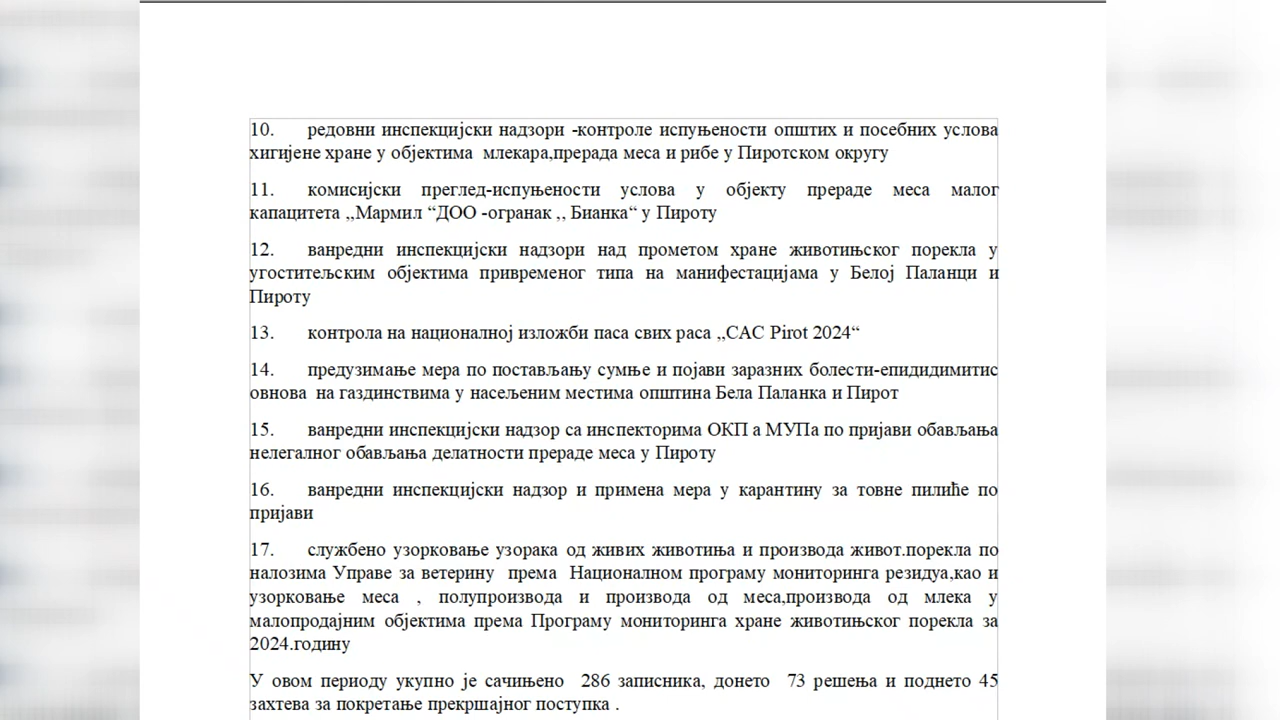 10. редовни инспекцијски надзори -контроле испуњености општих и посебних услова
хигијене хране у објектима млекара,прерада меса и рибе у Пиротском округу
11. комисијски преглед-испуњености услова у објекту прераде меса малог
капацитета ,,Мармил “ДОО -огранак ,, Бианка“ у Пироту
12. ванредни инспекцијски надзори над прометом хране животињског порекла у
угоститељским објектима привременог типа на манифестацијама у Белој Паланци и
Пироту
13. контрола на националној изложби паса свих раса ,,CAC Pirot 2024“
14. предузимање мера по постављању сумње и појави заразних болести-епидидимитис
овнова на газдинствима у насељеним местима општина Бела Паланка и Пирот
15. ванредни инспекцијски надзор са инспекторима ОКП а МУПа по пријави обављања
нелегалног обављања делатности прераде меса у Пироту
16. ванредни инспекцијски надзор и примена мера у карантину за товне пилиће по
пријави
17. службено узорковање узорака од живих животиња и производа живот.порекла по
налозима Управе за ветерину према Националном програму мониторинга резидуа,као и
узорковање меса , полупроизвода и производа од меса,производа од млека у
малопродајним објектима према Програму мониторинга хране животињског порекла за
2024.годину
У овом периоду укупно је сачињено 286 записника, донето 73 решења и поднето 45
захтева за покретање прекршајног поступка .